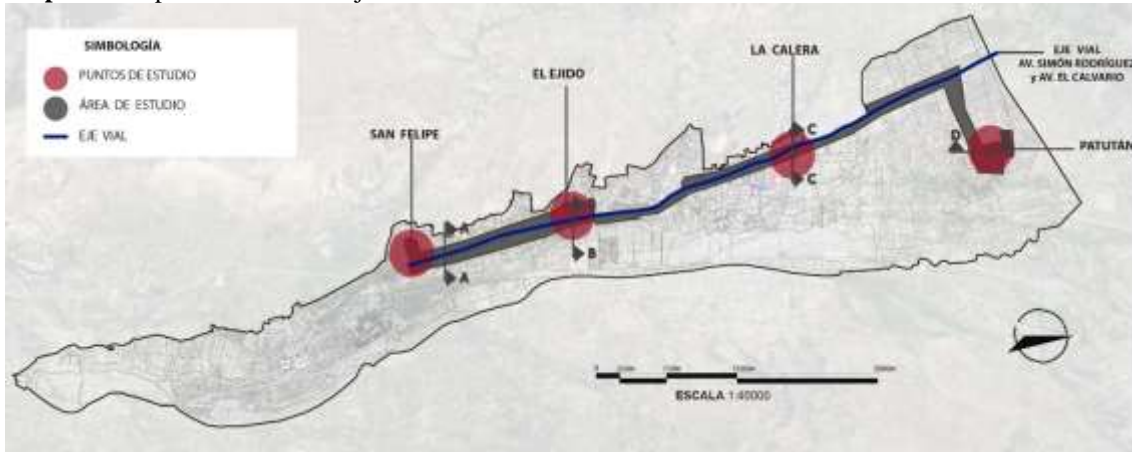 SIMBOLOGÍA
PUNTOS DE ESTUDIO
ÁREA DE ESTUDIO
EJE VIAL
SAN FELIPE
EL EJIDO
LA CALERA
EJE VIAL
AV. SIMÓN RODRÍGUEZ
y AV. EL CALVARIO
PATUTÁN
A
A
B
C
C
D
0
ESCALA 1:40000